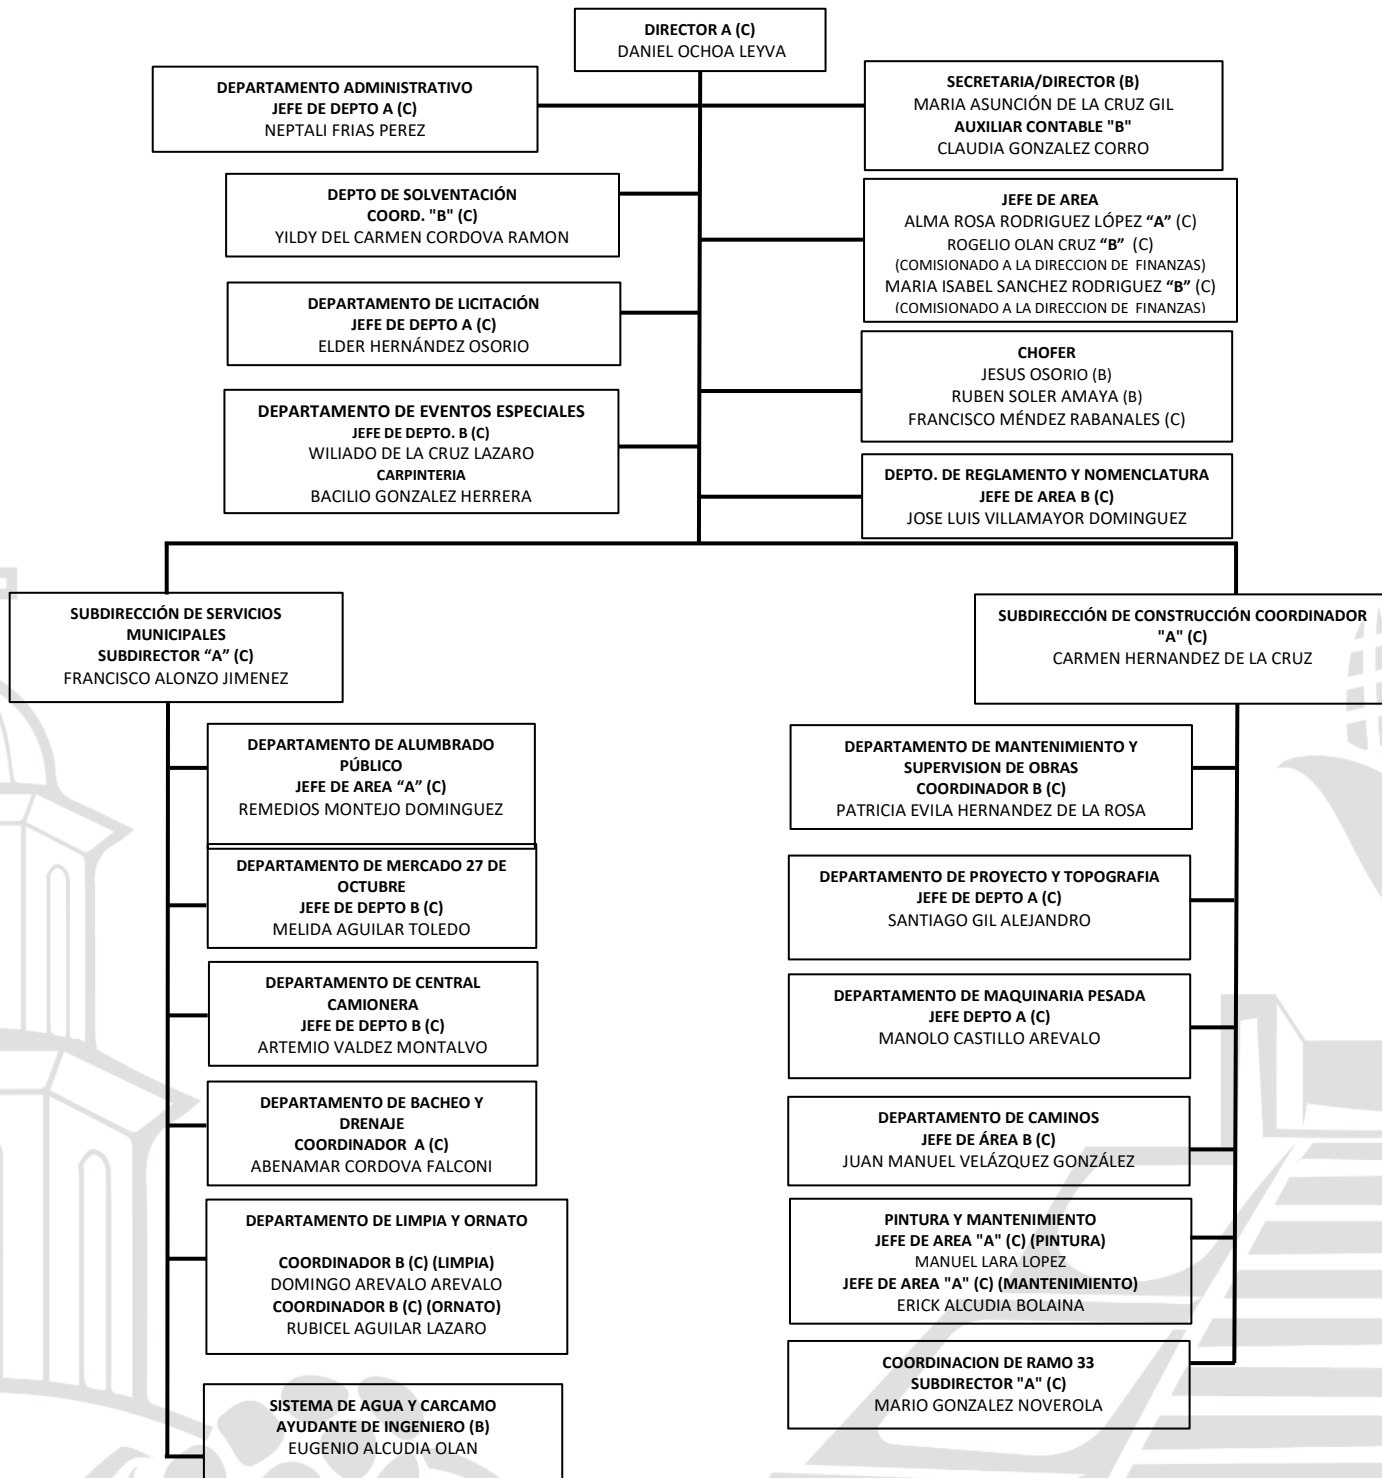 DIRECTOR A (C)
DANIEL OCHOA LEYVA
DEPARTAMENTO ADMINISTRATIVO
JEFE DE DEPTO A (C)
NEPTALI FRIAS PEREZ
SECRETARIA/DIRECTOR (B)
MARIA ASUNCIÓN DE LA CRUZ GIL
AUXILIAR CONTABLE "B"
CLAUDIA GONZALEZ CORRO
DEPTO DE SOLVENTACIÓN
COORD. "B" (C)
YILDY DEL CARMEN CORDOVA RAMON
JEFE DE AREA
ALMA ROSA RODRIGUEZ LÓPEZ “A” (C)
ROGELIO OLAN CRUZ “B” (C)
(COMISIONADO A LA DIRECCION DE FINANZAS)
MARIA ISABEL SANCHEZ RODRIGUEZ “B” (C)
(COMISIONADO A LA DIRECCION DE FINANZAS)
DEPARTAMENTO DE LICITACIÓN
JEFE DE DEPTO A (C)
ELDER HERNÁNDEZ OSORIO
CHOFER
JESUS OSORIO (B)
RUBEN SOLER AMAYA (B)
FRANCISCO MÉNDEZ RABANALES (C)
DEPARTAMENTO DE EVENTOS ESPECIALES
JEFE DE DEPTO. B (C)
WILIADO DE LA CRUZ LAZARO
CARPINTERIA
BACILIO GONZALEZ HERRERA
DEPTO. DE REGLAMENTO Y NOMENCLATURA
JEFE DE AREA B (C)
JOSE LUIS VILLAMAYOR DOMINGUEZ
SUBDIRECCIÓN DE SERVICIOS
MUNICIPALES
SUBDIRECTOR “A” (C)
FRANCISCO ALONZO JIMENEZ
SUBDIRECCIÓN DE CONSTRUCCIÓN COORDINADOR
"A" (C)
CARMEN HERNANDEZ DE LA CRUZ
DEPARTAMENTO DE ALUMBRADO
PÚBLICO
JEFE DE AREA “A” (C)
REMEDIOS MONTEJO DOMINGUEZ
DEPARTAMENTO DE MERCADO 27 DE
OCTUBRE
JEFE DE DEPTO B (C)
MELIDA AGUILAR TOLEDO
DEPARTAMENTO DE CENTRAL
CAMIONERA
JEFE DE DEPTO B (C)
ARTEMIO VALDEZ MONTALVO
DEPARTAMENTO DE BACHEO Y
DRENAJE
COORDINADOR A (C)
ABENAMAR CORDOVA FALCONI
DEPARTAMENTO DE LIMPIA Y ORNATO
COORDINADOR B (C) (LIMPIA)
DOMINGO AREVALO AREVALO
COORDINADOR B (C) (ORNATO)
RUBICEL AGUILAR LAZARO
SISTEMA DE AGUA Y CARCAMO
AYUDANTE DE INGENIERO (B)
EUGENIO ALCUDIA OLAN
DEPARTAMENTO DE MANTENIMIENTO Y
SUPERVISION DE OBRAS
COORDINADOR B (C)
PATRICIA EVILA HERNANDEZ DE LA ROSA
DEPARTAMENTO DE PROYECTO Y TOPOGRAFIA
JEFE DE DEPTO A (C)
SANTIAGO GIL ALEJANDRO
DEPARTAMENTO DE MAQUINARIA PESADA
JEFE DEPTO A (C)
MANOLO CASTILLO AREVALO
DEPARTAMENTO DE CAMINOS
JEFE DE ÁREA B (C)
JUAN MANUEL VELÁZQUEZ GONZÁLEZ
PINTURA Y MANTENIMIENTO
JEFE DE AREA "A" (C) (PINTURA)
MANUEL LARA LOPEZ
JEFE DE AREA "A" (C) (MANTENIMIENTO)
ERICK ALCUDIA BOLAINA
COORDINACION DE RAMO 33
SUBDIRECTOR "A" (C)
MARIO GONZALEZ NOVEROLA